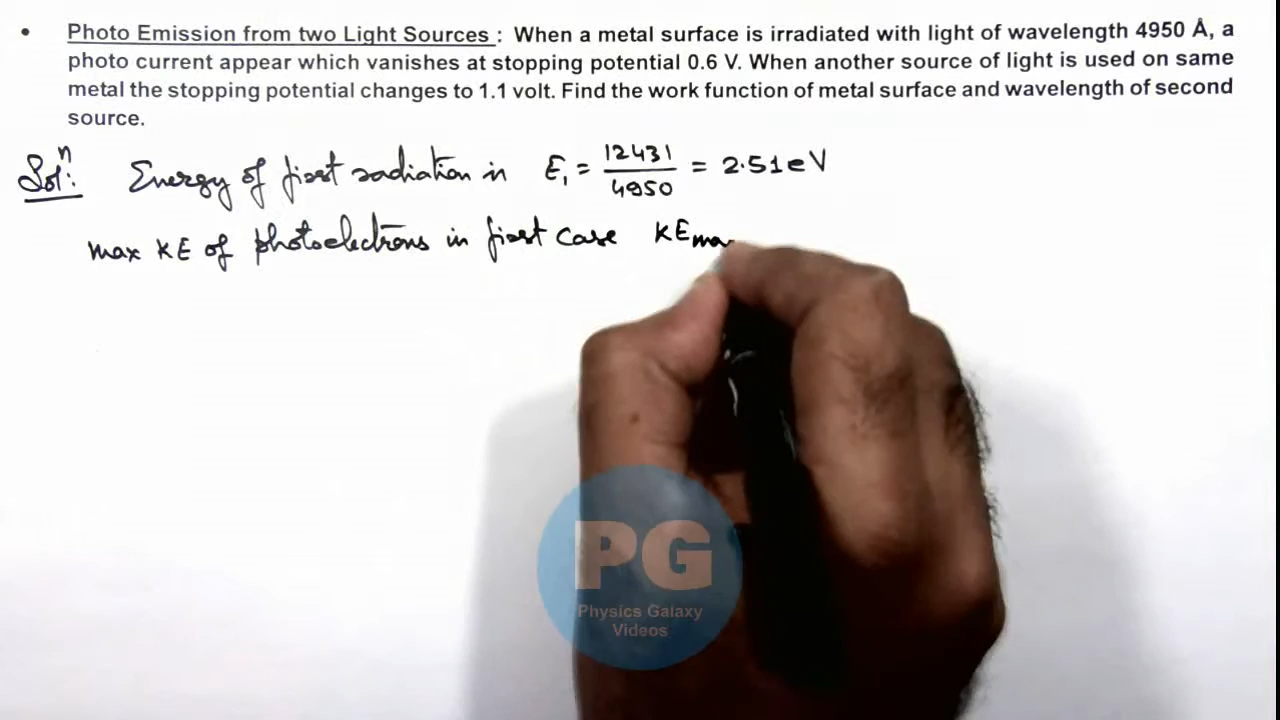 • Photo Emission from two Light Sources : When a metal surface is irradiated with light of wavelength 4950 Å, a
photo current appear which vanishes at stopping potential 0.6 V. When another source of light is used on same
metal the stopping potential changes to 1.1 volt. Find the work function of metal surface and wavelength of second
source.
Solⁿ: Energy of first radiation is E₁ = 12431/4950 = 2.51 eV
max KE of photoelectrons in first case KEmax
PG
Physics Galaxy
Videos